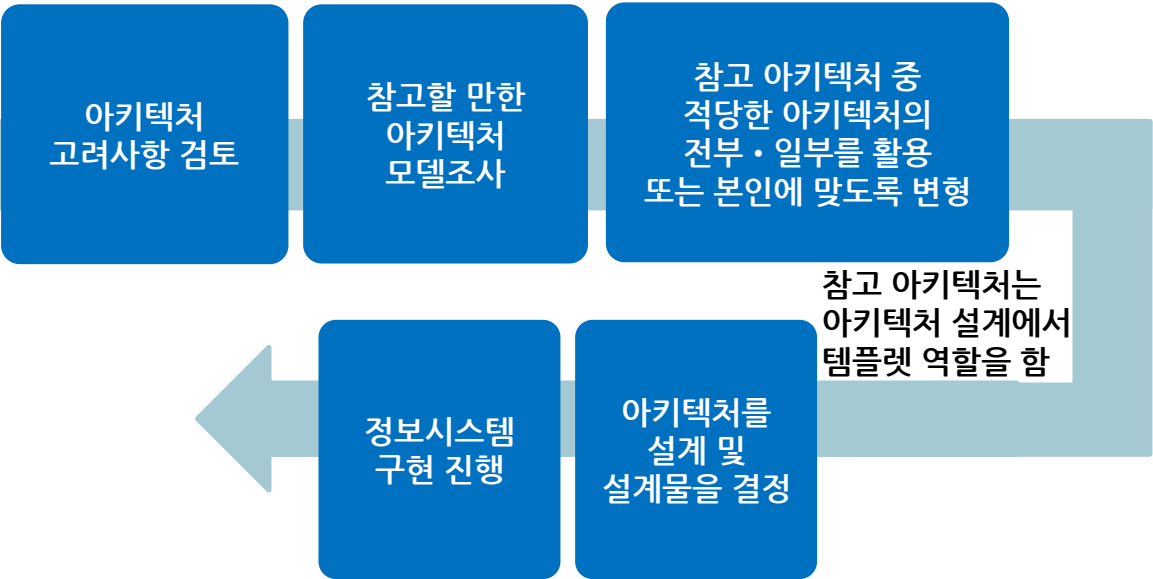 아키텍처
고려사항 검토
참고할 만한
아키텍처
모델조사
참고 아키텍처 중
적당한 아키텍처의
전부・일부를 활용
또는 본인에 맞도록 변형
참고 아키텍처는
아키텍처 설계에서
템플렛 역할을 함
아키텍처를
설계 및
설계물을 결정
정보시스템
구현 진행